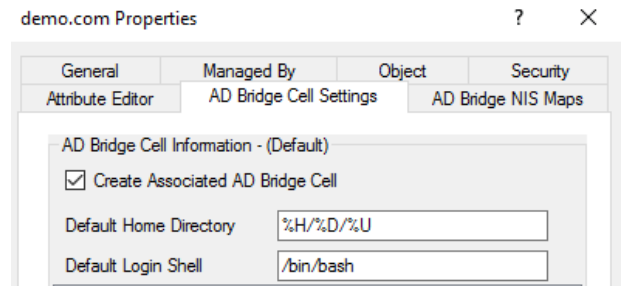 demo.com Properties ? ×
General Managed By Object Security
Attribute Editor AD Bridge Cell Settings AD Bridge NIS Maps
AD Bridge Cell Information - (Default)
Create Associated AD Bridge Cell
Default Home Directory %H/%D/%U
Default Login Shell /bin/bash